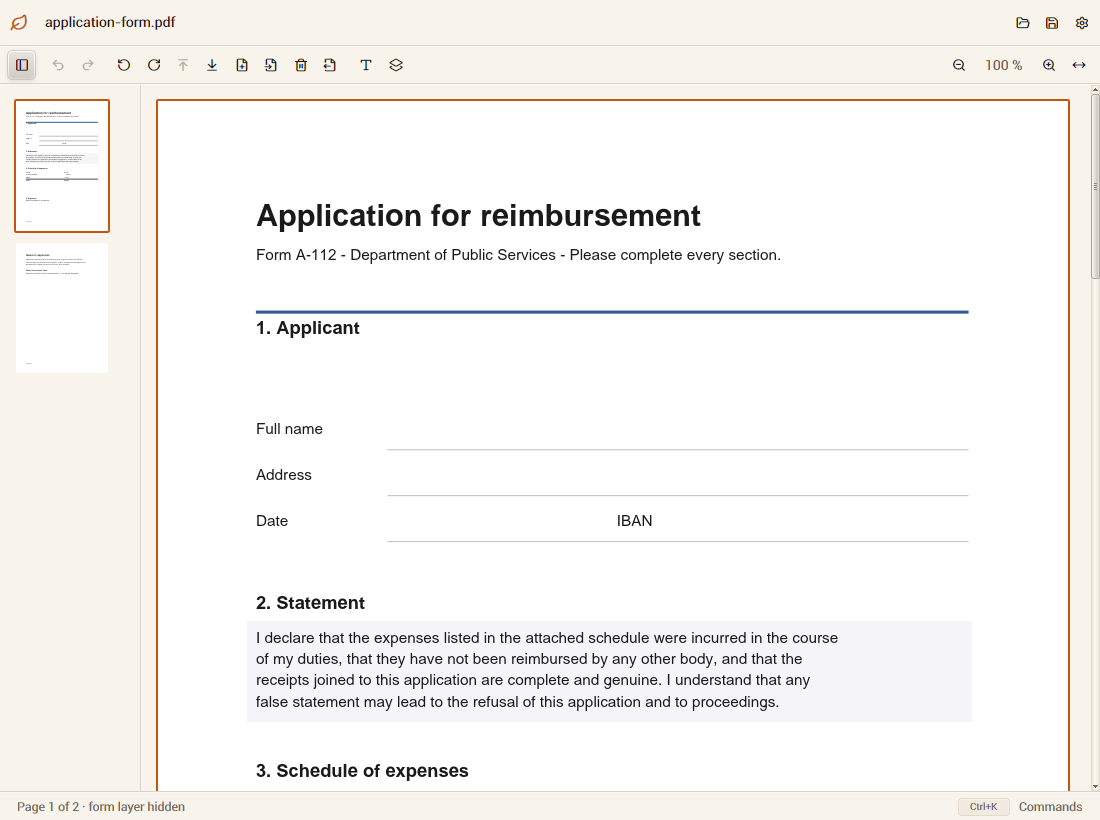 application-form.pdf
100 %
Application for reimbursement
Form A-112 - Department of Public Services - Please complete every section.
1. Applicant
Full name
Address
Date
IBAN
2. Statement
I declare that the expenses listed in the attached schedule were incurred in the course
of my duties, that they have not been reimbursed by any other body, and that the
receipts joined to this application are complete and genuine. I understand that any
false statement may lead to the refusal of this application and to proceedings.
3. Schedule of expenses
Page 1 of 2 · form layer hidden
Ctrl+K
Commands